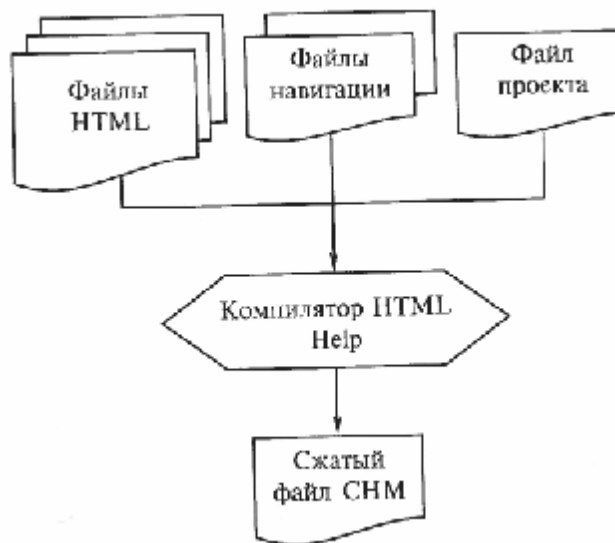 Файлы
HTML
Файлы
навигации
Файл
проекта
Компилятор HTML
Help
Сжатый
файл CHM